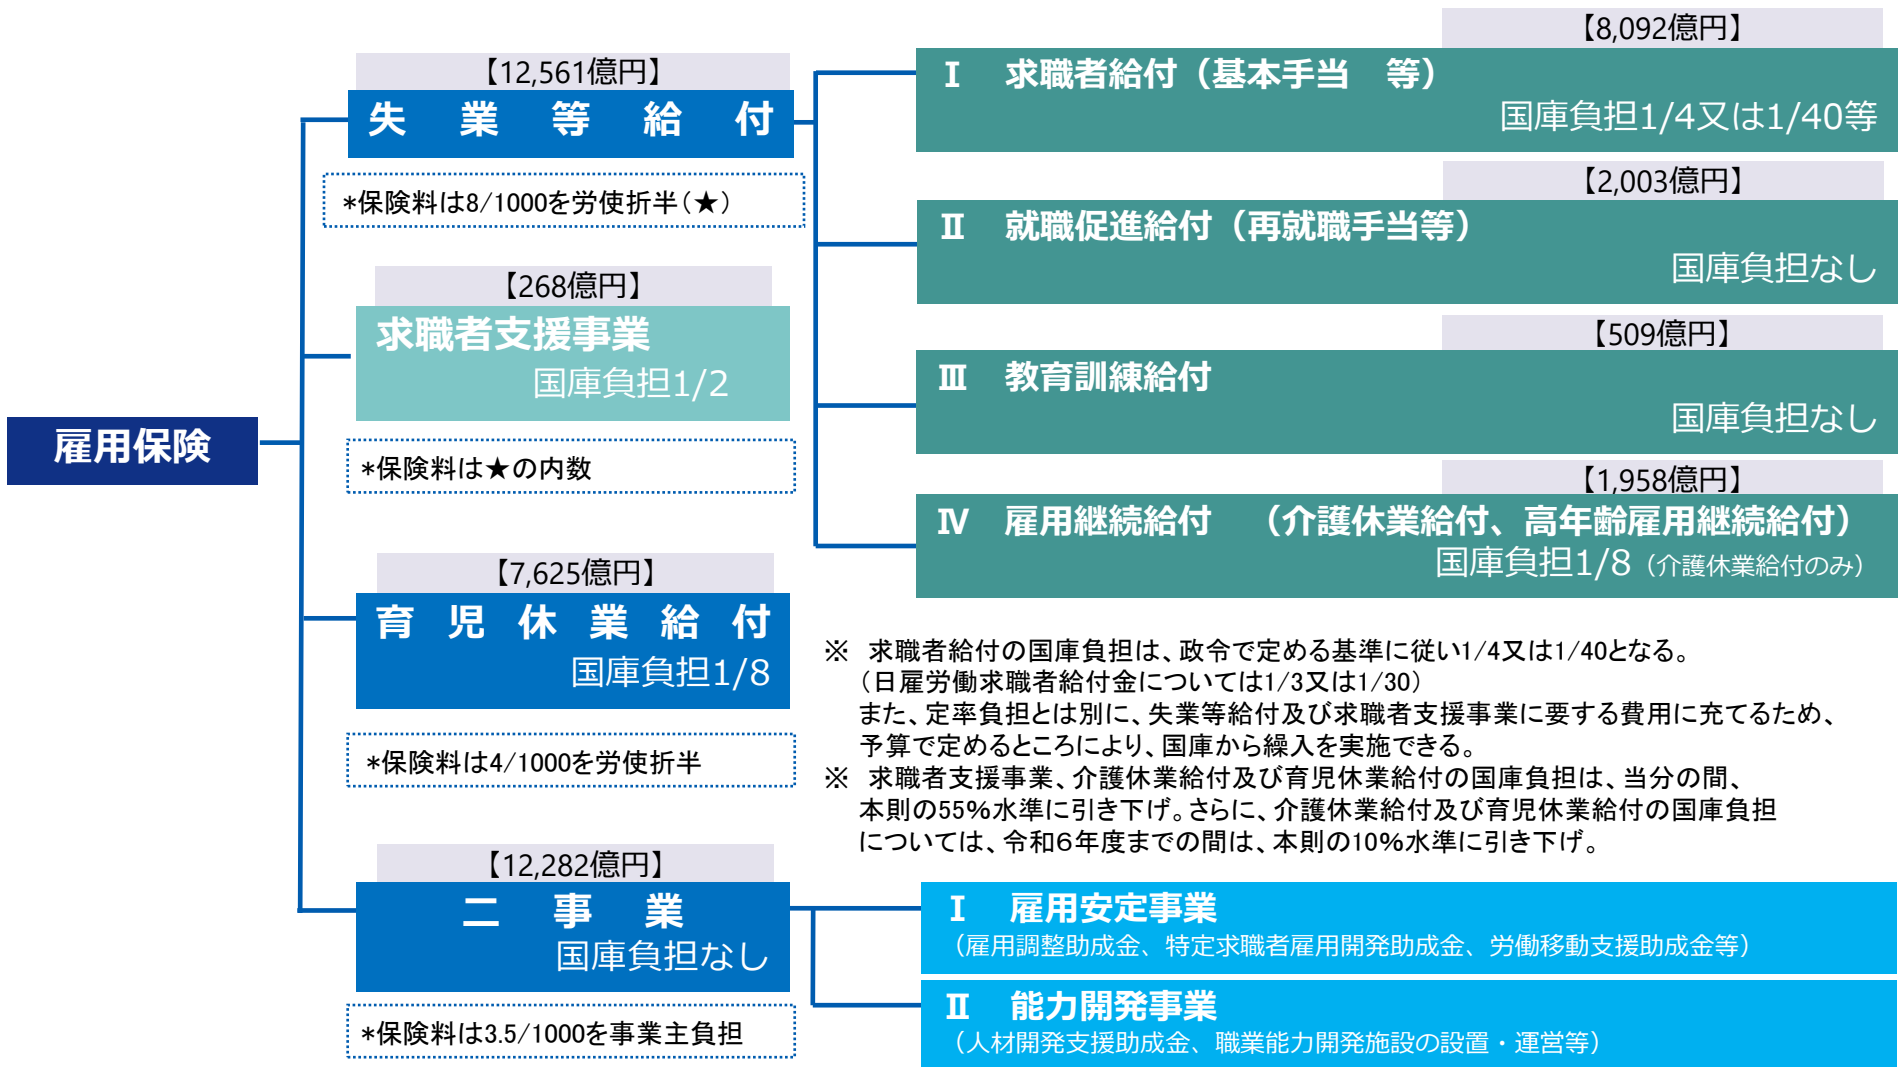 雇用保険
【12,561億円】
失業等給付
*保険料は8/1000を労使折半(★)
【268億円】
求職者支援事業
国庫負担1/2
*保険料は★の内数
【7,625億円】
育児休業給付
国庫負担1/8
*保険料は4/1000を労使折半
【12,282億円】
二事業
国庫負担なし
*保険料は3.5/1000を事業主負担
【8,092億円】
Ⅰ 求職者給付（基本手当 等）
国庫負担1/4又は1/40等
【2,003億円】
Ⅱ 就職促進給付（再就職手当等）
国庫負担なし
【509億円】
Ⅲ 教育訓練給付
国庫負担なし
【1,958億円】
Ⅳ 雇用継続給付 （介護休業給付、高年齢雇用継続給付）
国庫負担1/8（介護休業給付のみ）
※ 求職者給付の国庫負担は、政令で定める基準に従い1/4又は1/40となる。
（日雇労働求職者給付金については1/3又は1/30）
また、定率負担とは別に、失業等給付及び求職者支援事業に要する費用に充てるため、
予算で定めるところにより、国庫から繰入を実施できる。
※ 求職者支援事業、介護休業給付及び育児休業給付の国庫負担は、当分の間、
本則の55％水準に引き下げ。さらに、介護休業給付及び育児休業給付の国庫負担
については、令和６年度までの間は、本則の10％水準に引き下げ。
Ⅰ 雇用安定事業
（雇用調整助成金、特定求職者雇用開発助成金、労働移動支援助成金等）
Ⅱ 能力開発事業
（人材開発支援助成金、職業能力開発施設の設置・運営等）